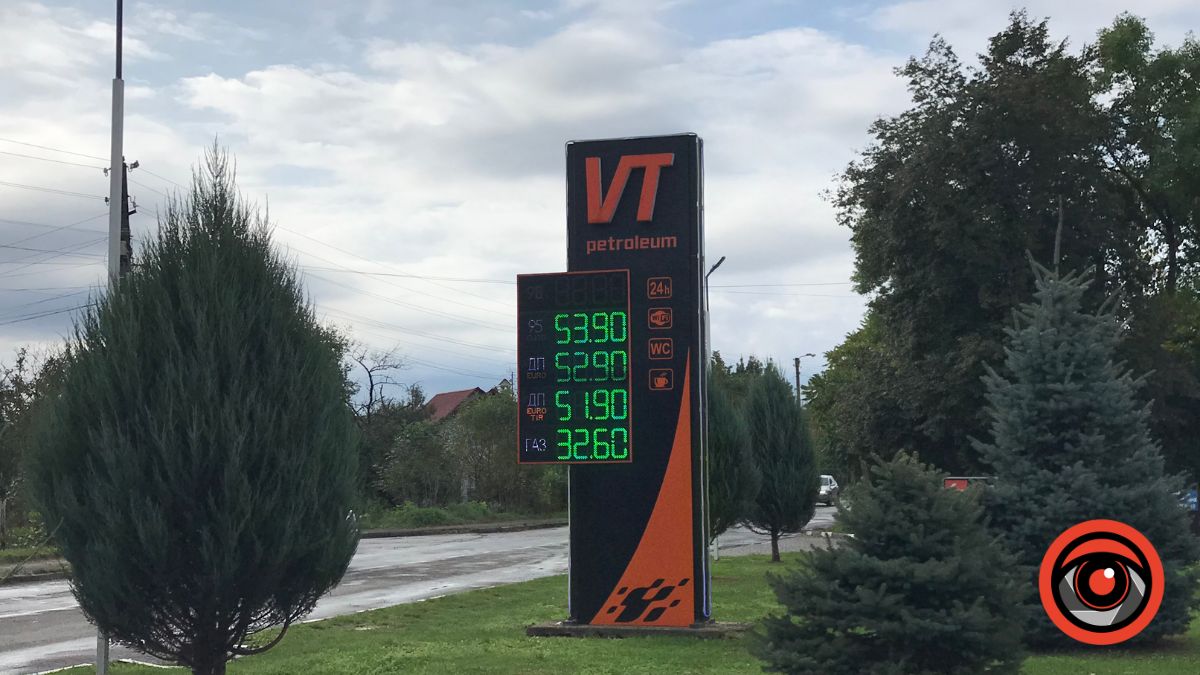 VT
petroleum
24h
WiFi
WC
95 53.90
ДП EURO 52.90
ДП EURO TIR 51.90
ГАЗ 32.60